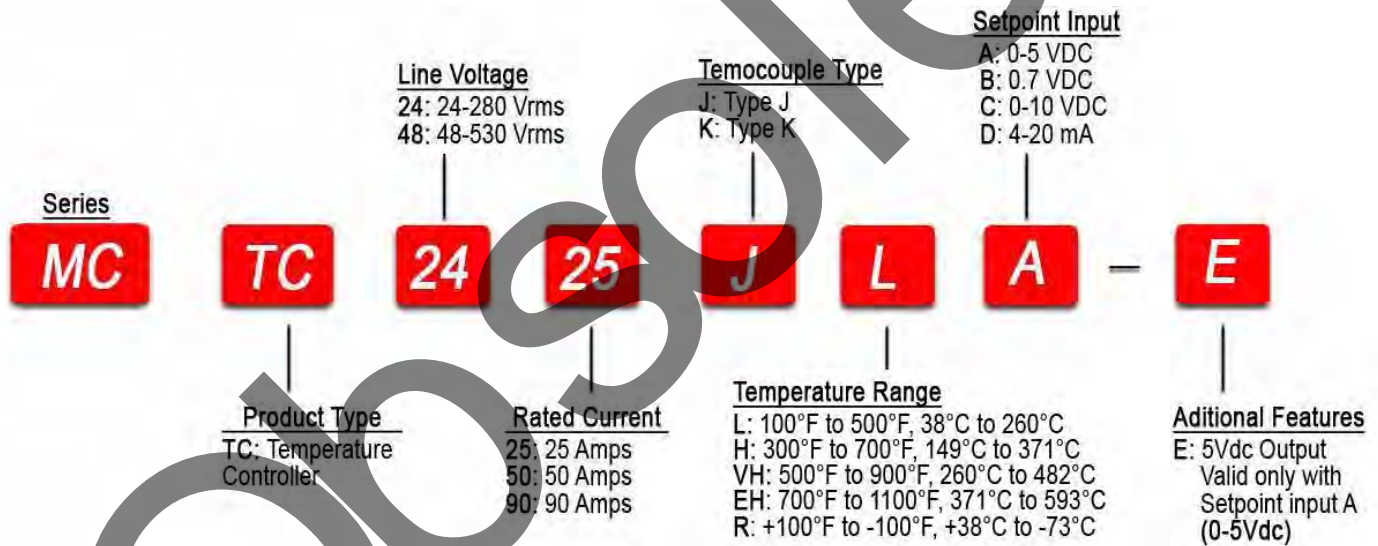 Setpoint Input
A: 0-5 VDC
B: 0.7 VDC
C: 0-10 VDC
D: 4-20 mA
Line Voltage
24: 24-280 Vrms
48: 48-530 Vrms
Temocouple Type
J: Type J
K: Type K
Series
MC TC 24 25 J L A – E
Product Type
TC: Temperature
Controller
Rated Current
25: 25 Amps
50: 50 Amps
90: 90 Amps
Temperature Range
L: 100°F to 500°F, 38°C to 260°C
H: 300°F to 700°F, 149°C to 371°C
VH: 500°F to 900°F, 260°C to 482°C
EH: 700°F to 1100°F, 371°C to 593°C
R: +100°F to -100°F, +38°C to -73°C
Aditional Features
E: 5Vdc Output
Valid only with
Setpoint input A
(0-5Vdc)